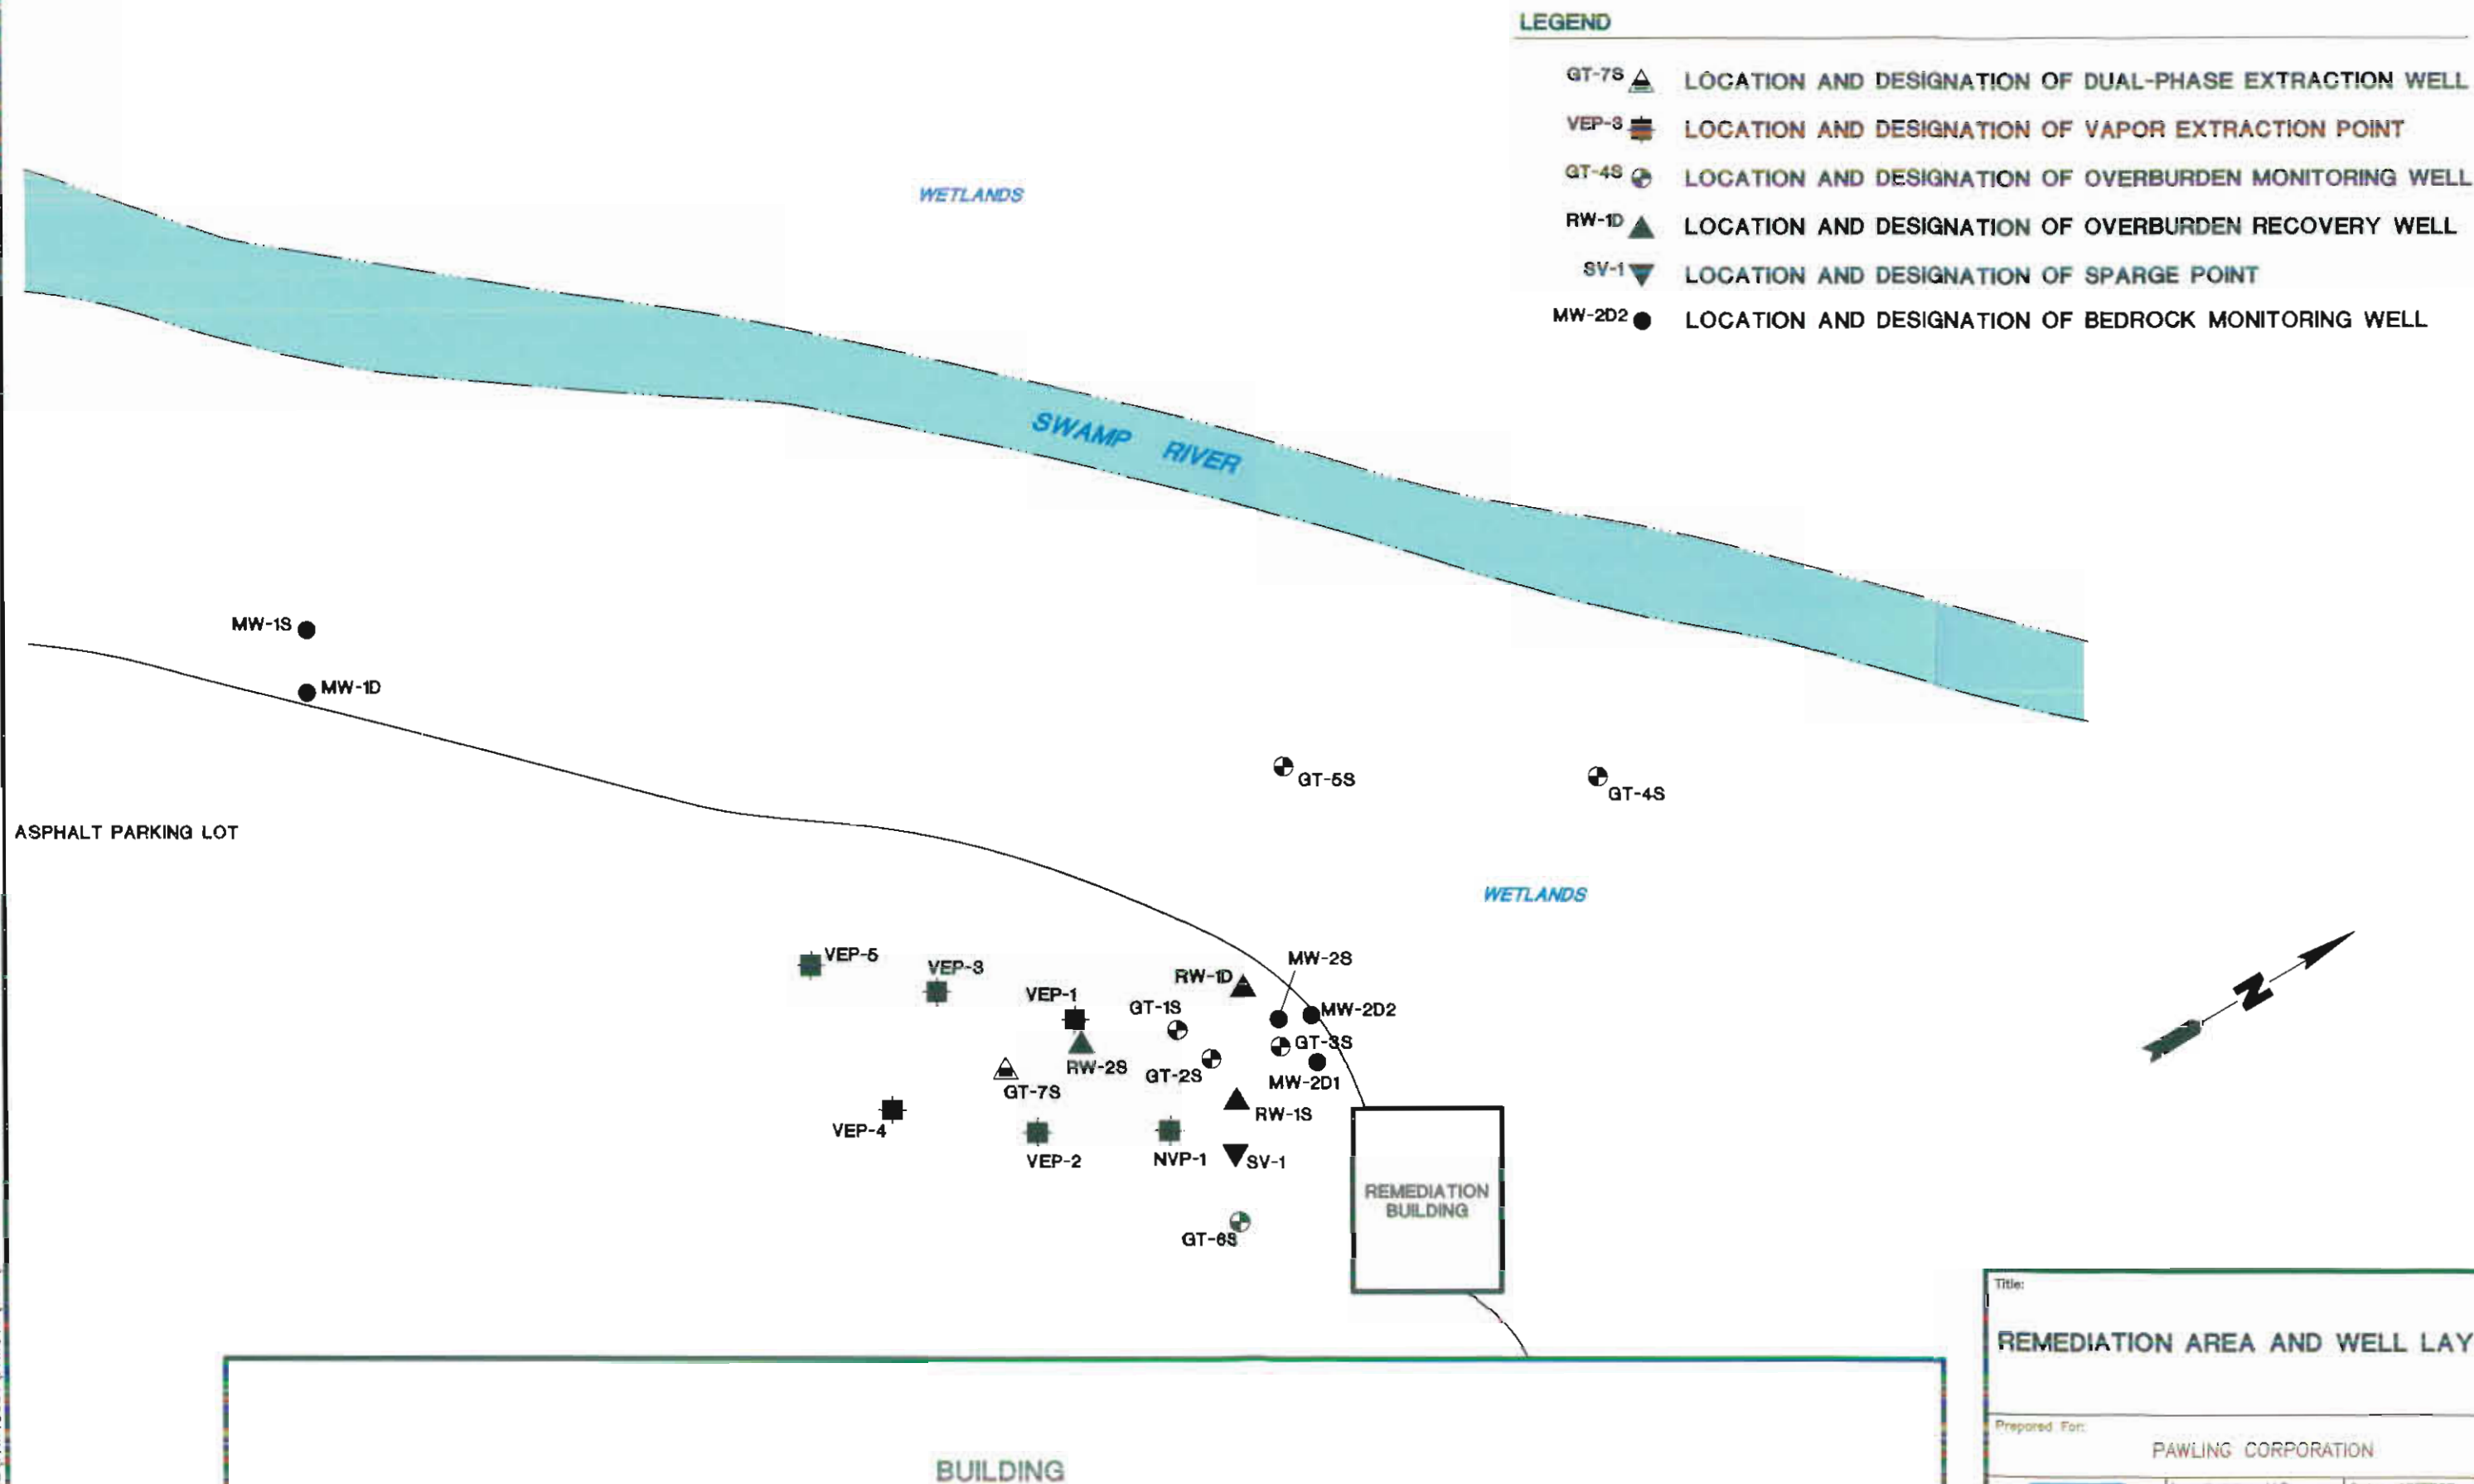 LEGEND
GT-7S LOCATION AND DESIGNATION OF DUAL-PHASE EXTRACTION WELL
VEP-3 LOCATION AND DESIGNATION OF VAPOR EXTRACTION POINT
GT-4S LOCATION AND DESIGNATION OF OVERBURDEN MONITORING WELL
RW-1D LOCATION AND DESIGNATION OF OVERBURDEN RECOVERY WELL
SV-1 LOCATION AND DESIGNATION OF SPARGE POINT
MW-2D2 LOCATION AND DESIGNATION OF BEDROCK MONITORING WELL
WETLANDS
SWAMP RIVER
MW-1S
MW-1D
GT-5S
GT-4S
ASPHALT PARKING LOT
WETLANDS
VEP-5
VEP-3
VEP-1
GT-1S
RW-1D
MW-2S
MW-2D2
N
GT-3S
RW-2S
GT-2S
MW-2D1
GT-7S
RW-1S
VEP-4
VEP-2
NVP-1
SV-1
REMEDIATION
BUILDING
GT-6S
Title:
REMEDIATION AREA AND WELL LAY
Prepared For:
PAWLING CORPORATION
BUILDING